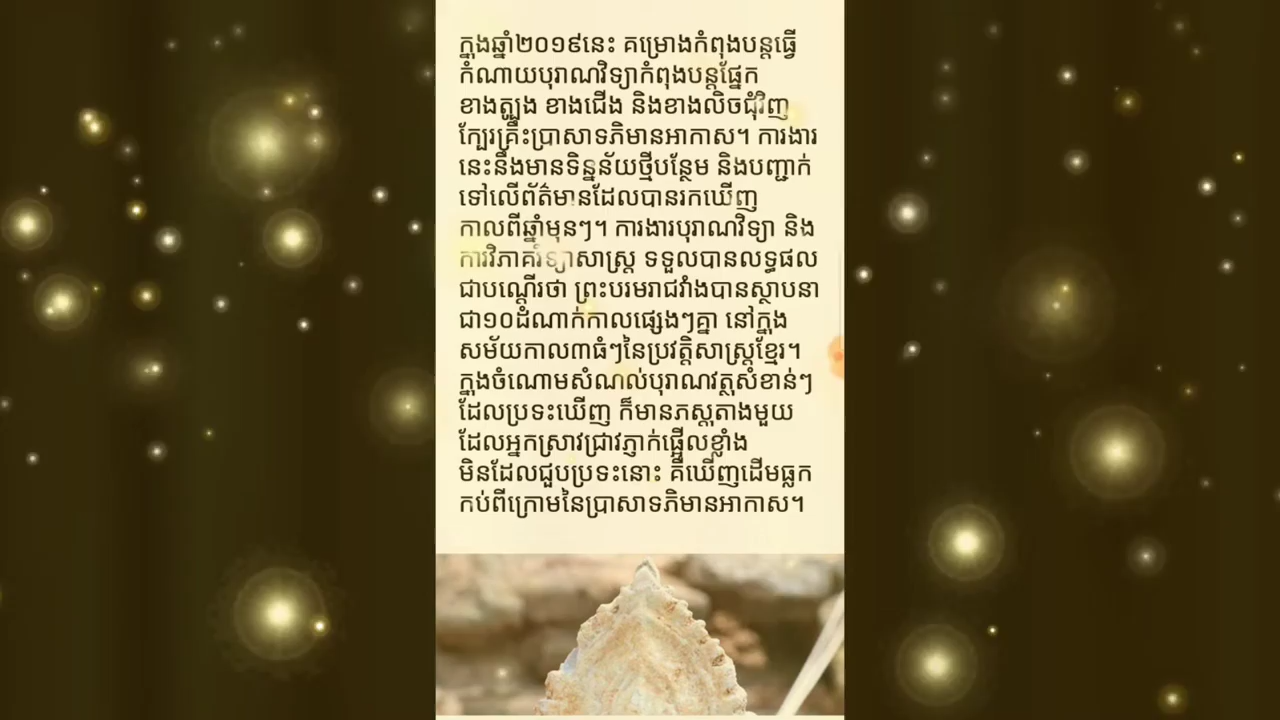 ក្នុងឆ្នាំ២០១៩នេះ គម្រោងកំពុងបន្តធ្វើ
កំណាយបុរាណវិទ្យាកំពុងបន្តផ្នែក
ខាងត្បូង ខាងជើង និងខាងលិចជុំវិញ
ក្បែរគ្រឹះប្រាសាទភិមានអាកាស។ ការងារ
នេះនឹងមានទិន្នន័យថ្មីបន្ថែម និងបញ្ជាក់
ទៅលើព័ត៌មានដែលបានរកឃើញ
កាលពីឆ្នាំមុនៗ។ ការងារបុរាណវិទ្យា និង
ការវិភាគវិទ្យាសាស្ត្រ ទទួលបានលទ្ធផល
ជាបណ្តើរថា ព្រះបរមរាជវាំងបានស្ថាបនា
ជា១០ដំណាក់កាលផ្សេងៗគ្នា នៅក្នុង
សម័យកាល៣ធំៗនៃប្រវត្តិសាស្ត្រខ្មែរ។
ក្នុងចំណោមសំណល់បុរាណវត្ថុសំខាន់ៗ
ដែលប្រទះឃើញ ក៏មានភស្តុតាងមួយ
ដែលអ្នកស្រាវជ្រាវភ្ញាក់ផ្អើលខ្លាំង
មិនដែលជួបប្រទះនោះ គឺឃើញដើមធ្លក
កប់ពីក្រោមនៃប្រាសាទភិមានអាកាស។